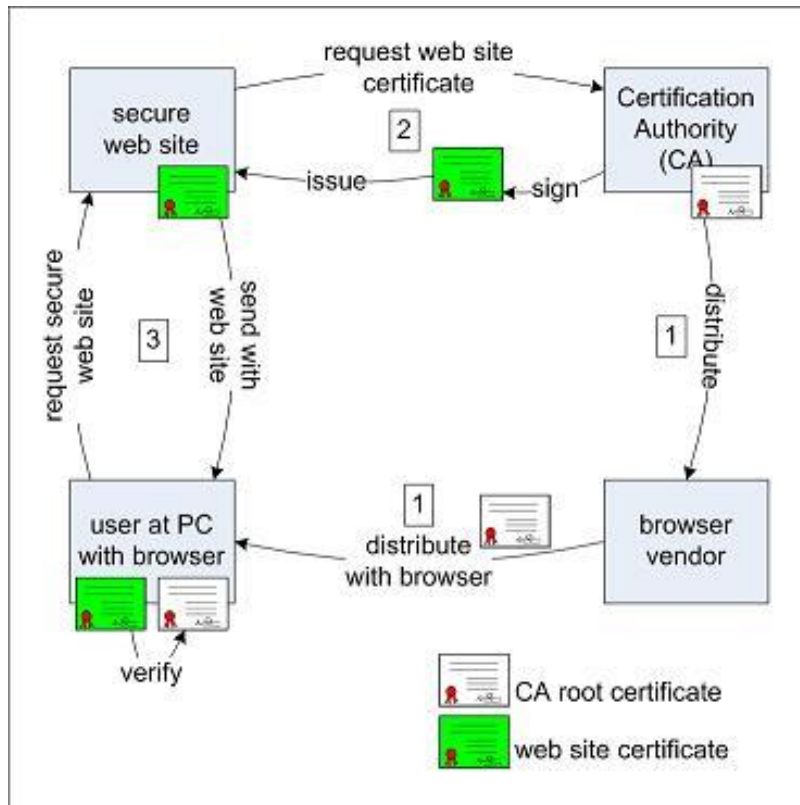 request web site
certificate
secure
web site
Certification
Authority
(CA)
2
issue
sign
request secure
web site
3
send with
web site
1
distribute
user at PC
with browser
1
distribute
with browser
browser
vendor
verify
CA root certificate
web site certificate